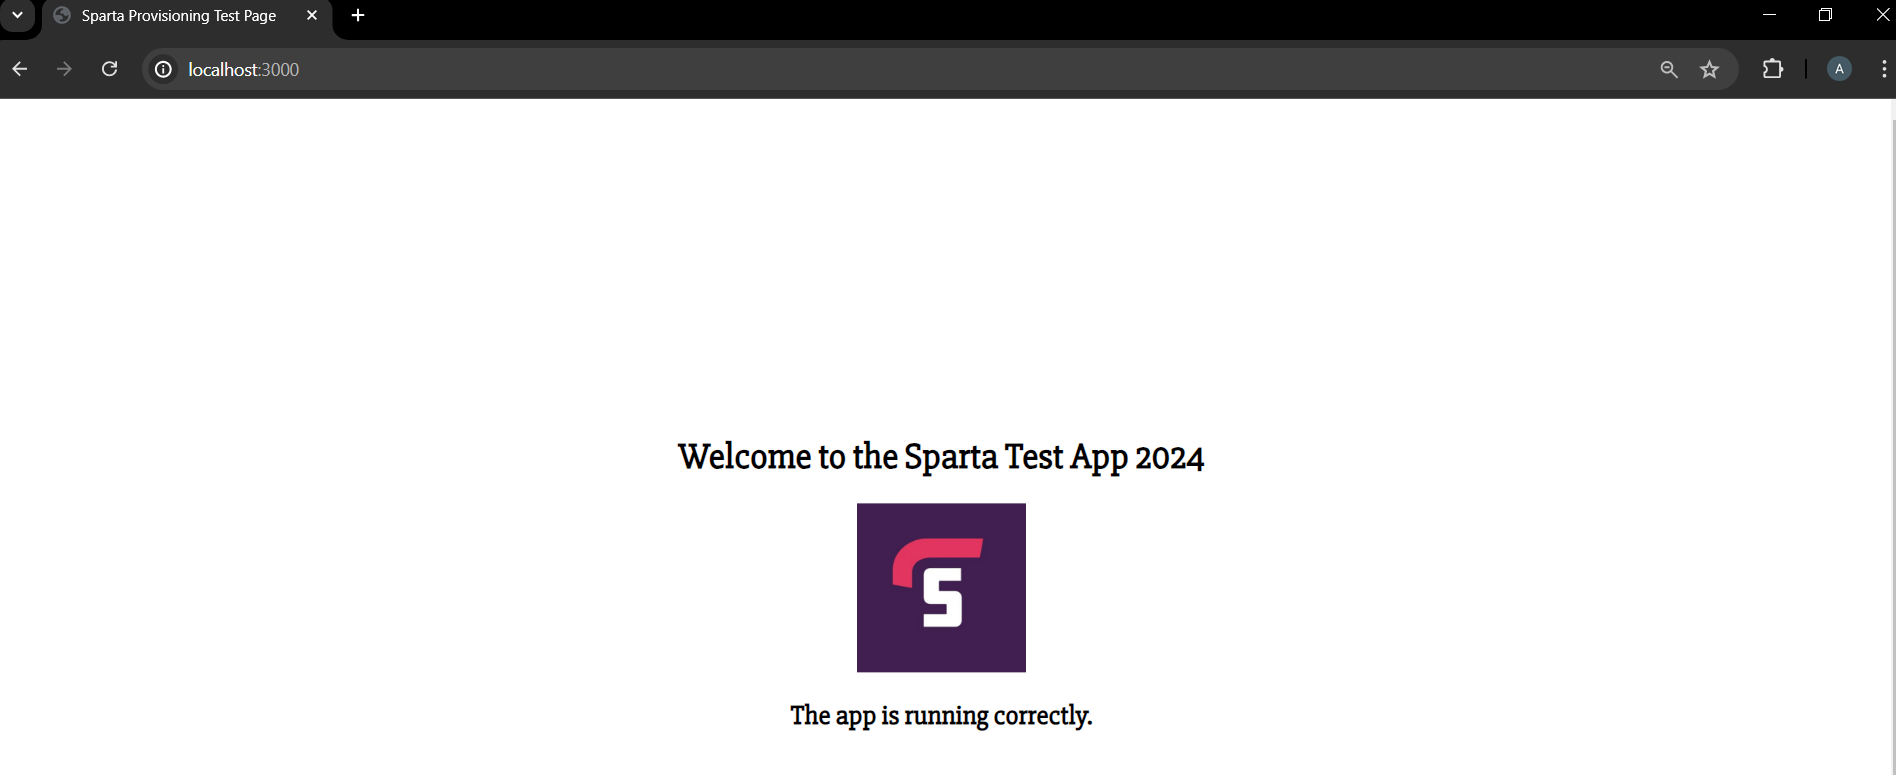 Sparta Provisioning Test Page
localhost:3000
A
Welcome to the Sparta Test App 2024
S
The app is running correctly.